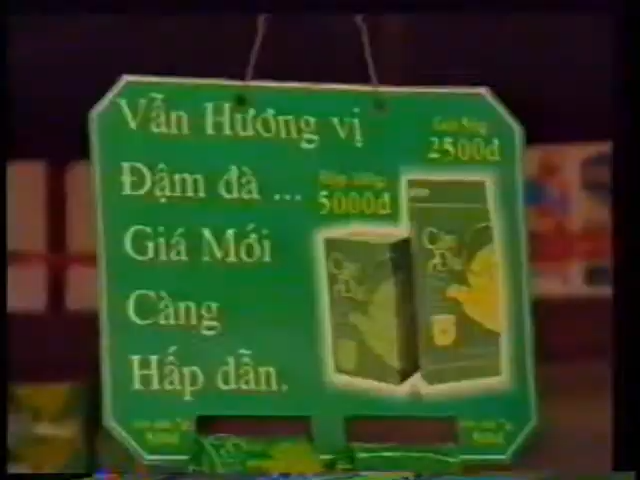 Vẫn Hương vị
Đậm đà ...
Giá Mới
Càng
Hấp dẫn.
2500đ
5000đ